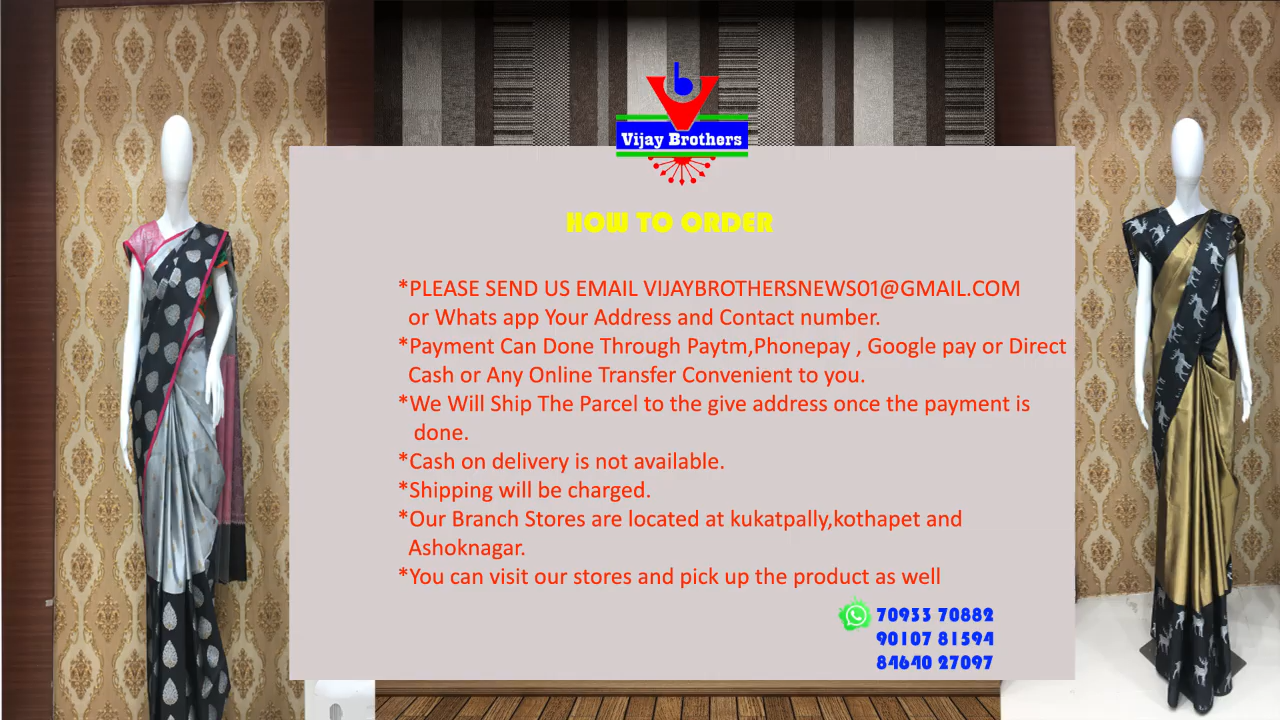 b
Vijay Brothers
HOW TO ORDER
*PLEASE SEND US EMAIL VIJAYBROTHERSNEWS01@GMAIL.COM
or Whats app Your Address and Contact number.
*Payment Can Done Through Paytm,Phonepay , Google pay or Direct
Cash or Any Online Transfer Convenient to you.
*We Will Ship The Parcel to the give address once the payment is
done.
*Cash on delivery is not available.
*Shipping will be charged.
*Our Branch Stores are located at kukatpally,kothapet and
Ashoknagar.
*You can visit our stores and pick up the product as well
70933 70882
90107 81594
84640 27097